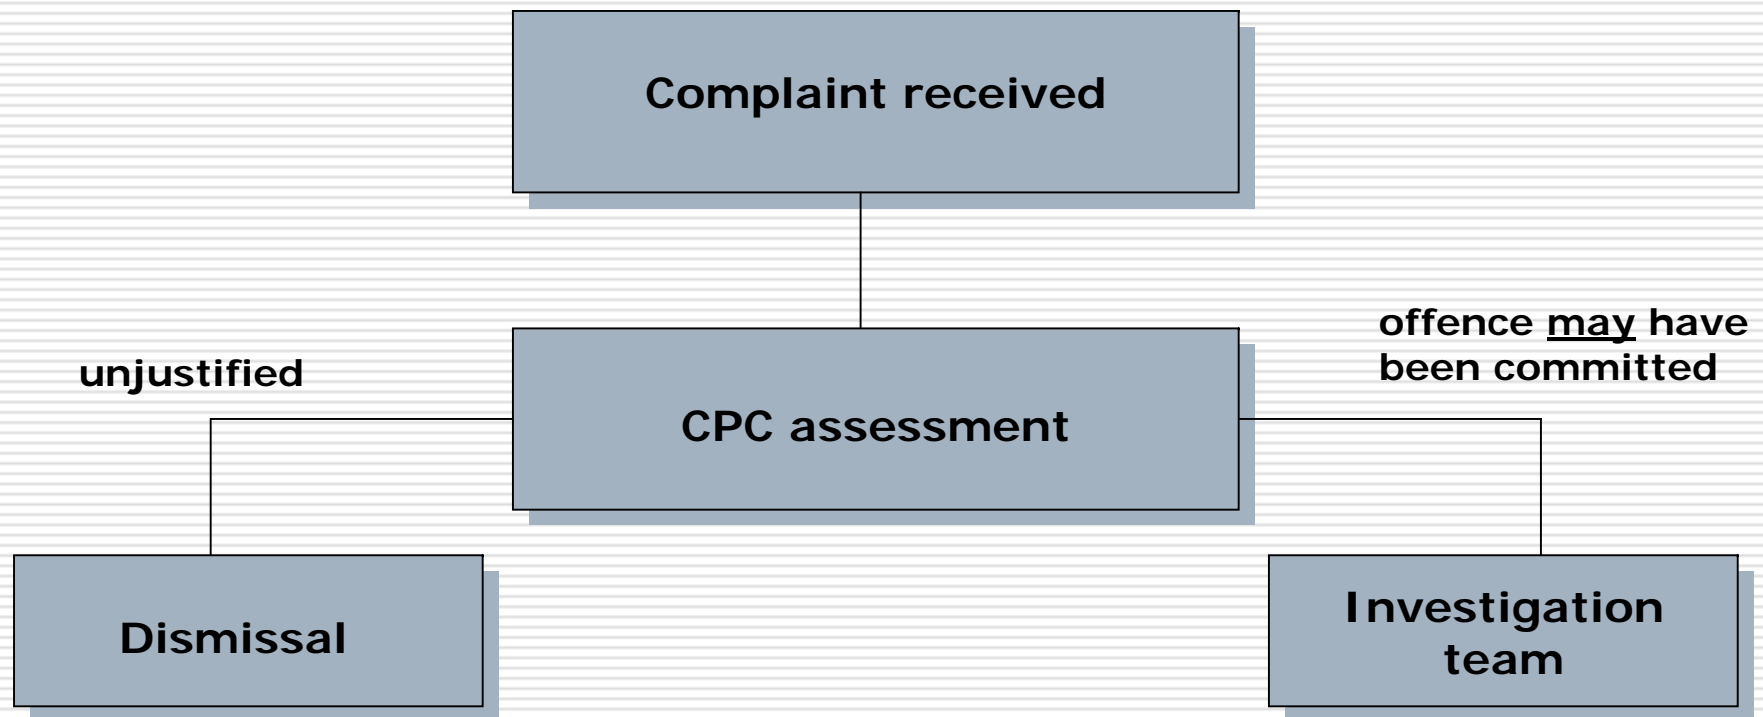 Complaint received
unjustified
offence may have
been committed
CPC assessment
Dismissal
Investigation
team